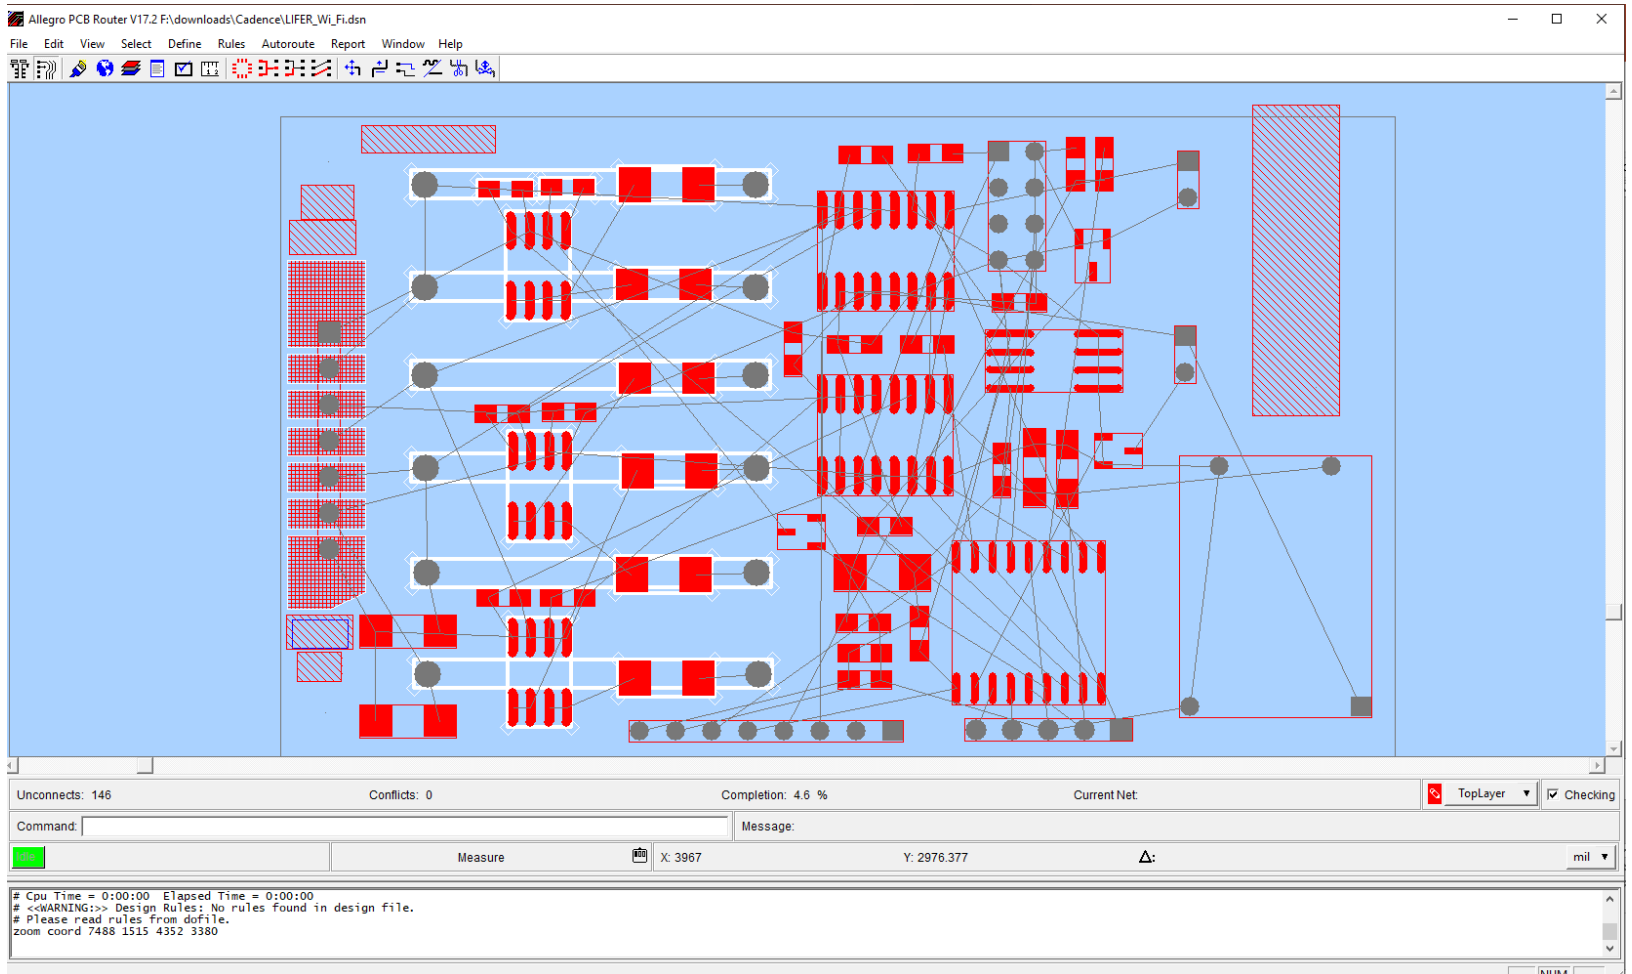 Allegro PCB Router V17.2 F:\downloads\Cadence\LIFER_Wi_Fi.dsn
File Edit View Select Define Rules Autoroute Report Window Help
Unconnects: 146 Conflicts: 0 Completion: 4.6 % Current Net: TopLayer Checking
Command: Message:
Idle Measure X: 3967 Y: 2976.377 Δ: mil
# Cpu Time = 0:00:00 Elapsed Time = 0:00:00
# <<WARNING:>> Design Rules: No rules found in design file.
# Please read rules from dofile.
zoom coord 7488 1515 4352 3380
NUM